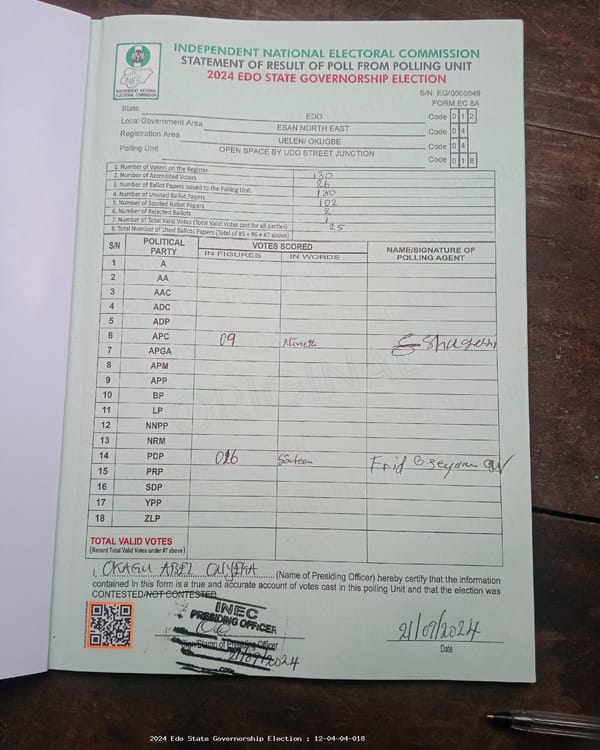 INDEPENDENT NATIONAL ELECTORAL COMMISSION
STATEMENT OF RESULT OF POLL FROM POLLING UNIT
2024 EDO STATE GOVERNORSHIP ELECTION
INDEPENDENT NATIONAL ELECTORAL COMMISSION
S/N: EG/0000849
FORM EC 8A
State EDO Code 0 1 2
Local Government Area ESAN NORTH EAST Code 0 4
Registration Area UELEN/ OKUGBE Code 0 4
Polling Unit OPEN SPACE BY UDO STREET JUNCTION Code 0 1 8
1. Number of Voters on the Register 130
2. Number of Accredited Voters 26
3. Number of Ballot Papers Issued to the Polling Unit 130
4. Number of Unused Ballot Papers 102
5. Number of Spoiled Ballot Papers 2
6. Number of Rejected Ballots 1
7. Number of Total Valid Votes (Total Valid Votes cast for all parties) 25
8. Total Number of Used Ballots Papers (Total of #5 + #6 + #7 above)
S/N POLITICAL PARTY VOTES SCORED NAME/SIGNATURE OF POLLING AGENT
IN FIGURES IN WORDS
1 A
2 AA
3 AAC
4 ADC
5 ADP
6 APC 09
7 APGA
8 APM
9 APP
10 BP
11 LP
12 NNPP
13 NRM
14 PDP 016 Sixteen
15 PRP
16 SDP
17 YPP
18 ZLP
TOTAL VALID VOTES
(Record Total Valid Votes under #7 above)
I, OKAGU ABEL ONYEKA (Name of Presiding Officer) hereby certify that the information
contained in this form is a true and accurate account of votes cast in this polling Unit and that the election was
CONTESTED/NOT CONTESTED
INEC
PRESIDING OFFICER
Stamp of Presiding Officer
21/09/2024
21/09/2024
Date
2024 Edo State Governorship Election : 12-04-04-018